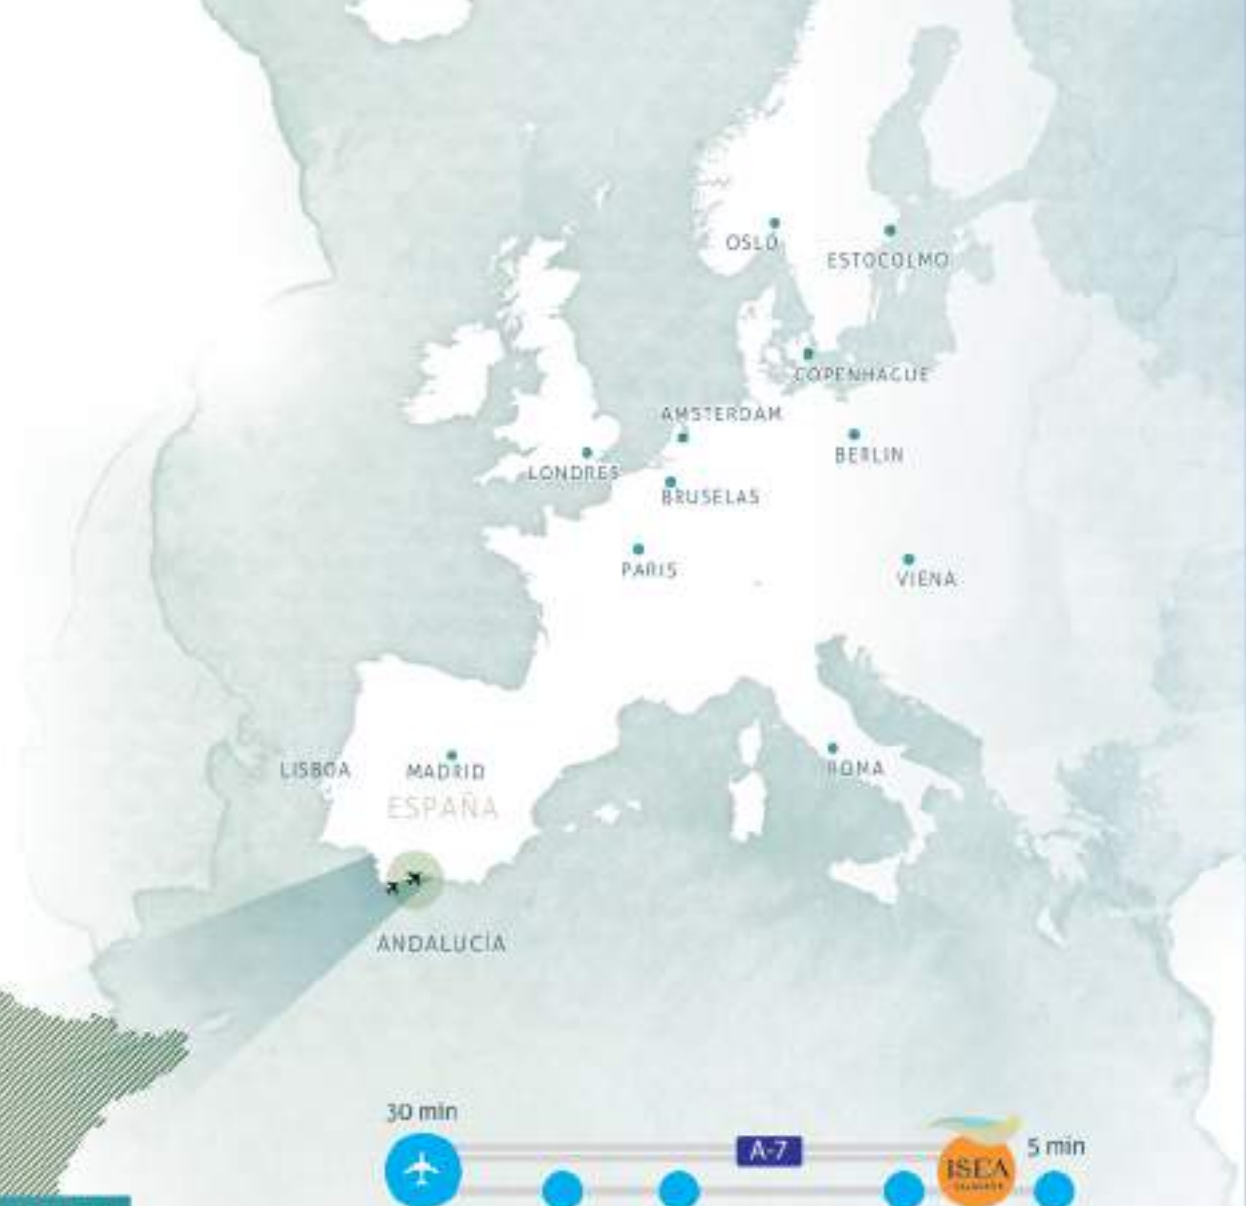 OSLO
ESTOCOLMO
COPENHAGUE
AMSTERDAM
BERLIN
LONDRES
BRUSELAS
PARIS
VIENA
LISBOA
MADRID
ROMA
ESPAÑA
ANDALUCÍA
30 min
A-7
5 min
ISEA